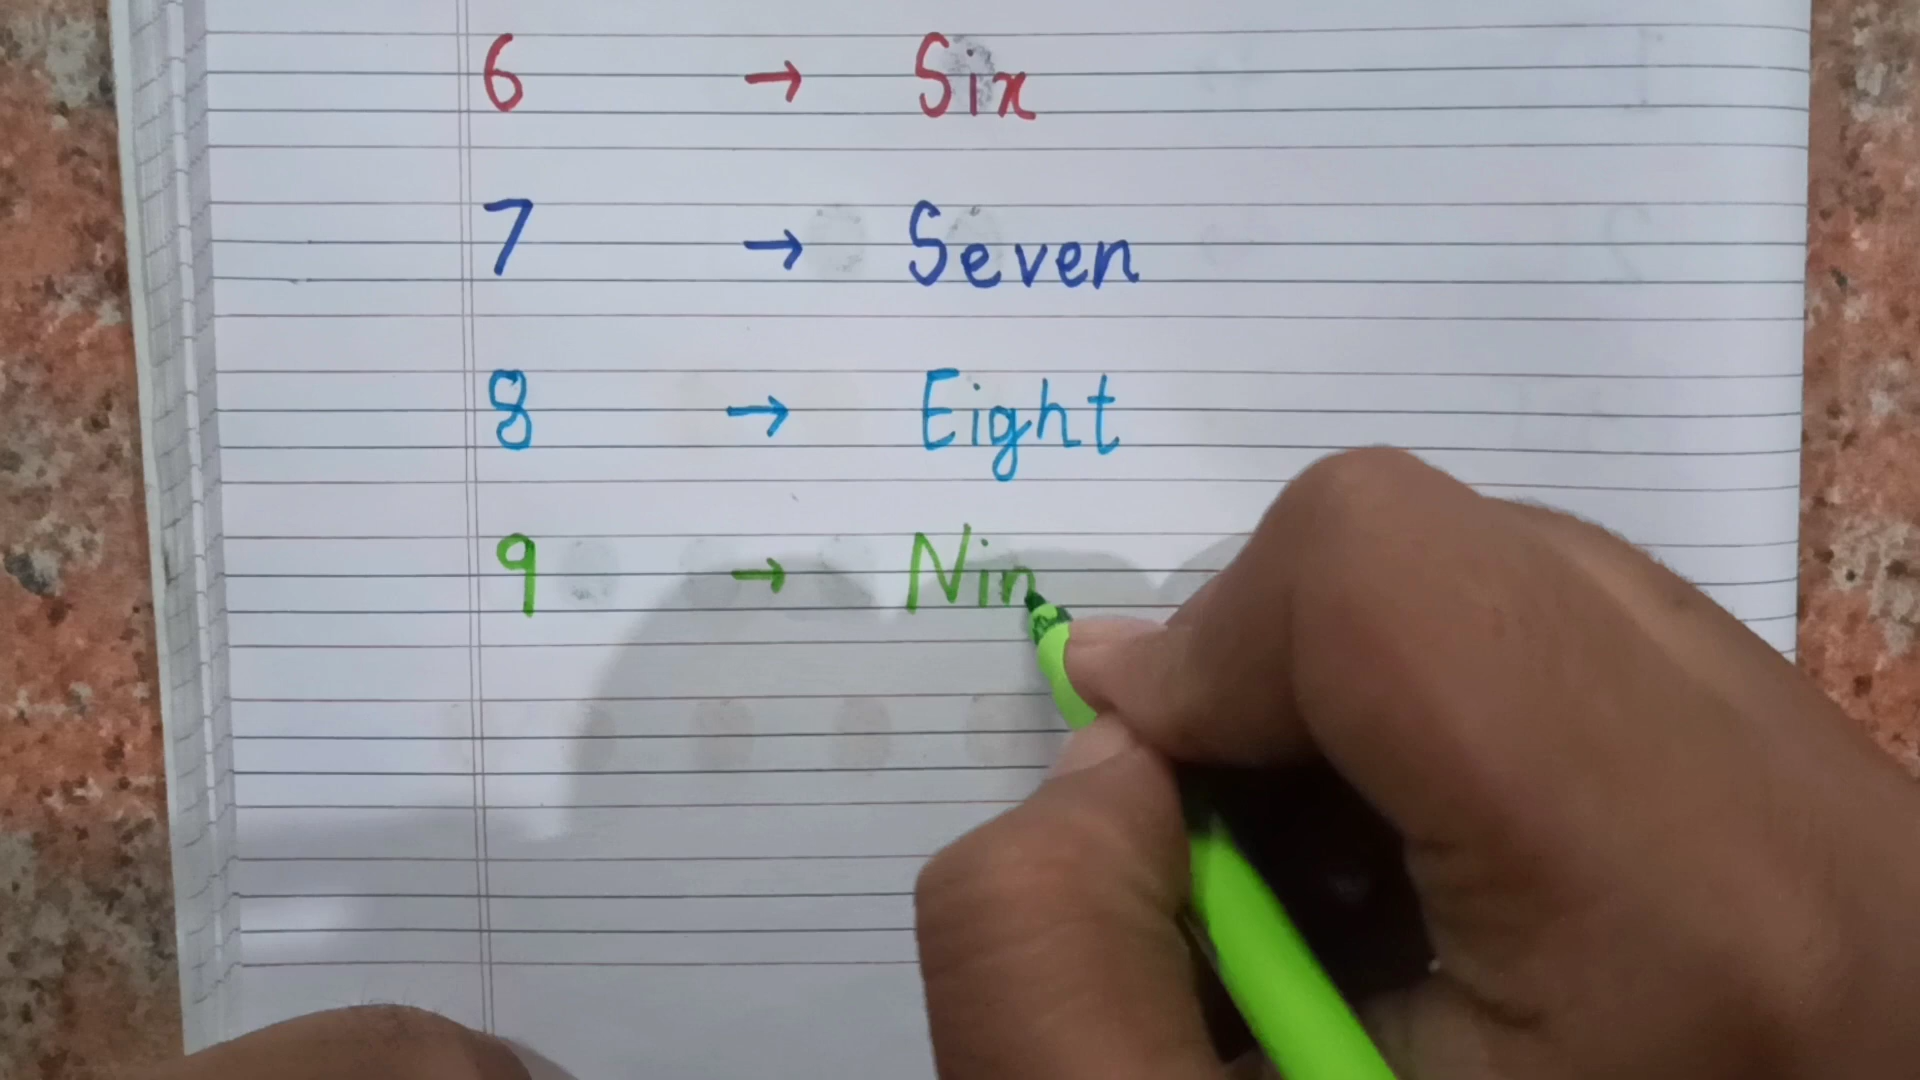 6 → Six
7 → Seven
8 → Eight
9 → Nin